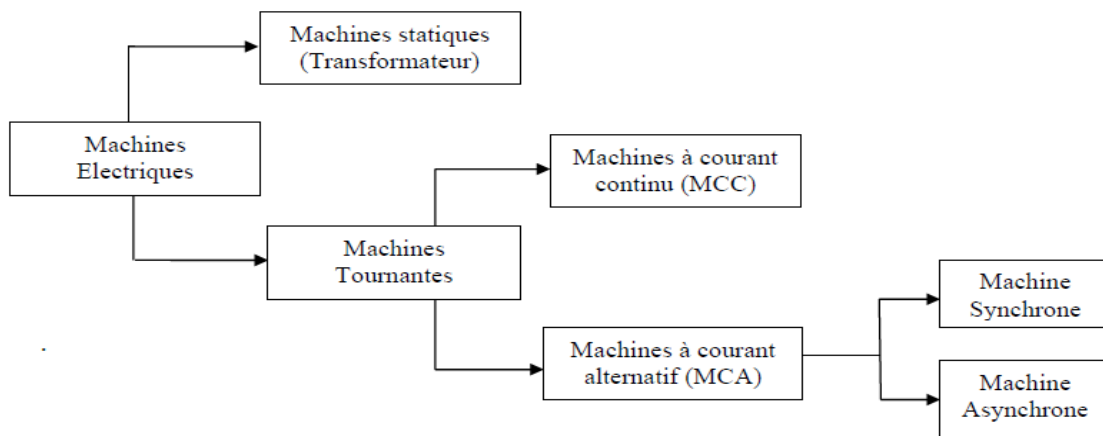 Machines statiques
(Transformateur)
Machines
Electriques
Machines à courant
continu (MCC)
Machines
Tournantes
Machines à courant
alternatif (MCA)
Machine
Synchrone
Machine
Asynchrone